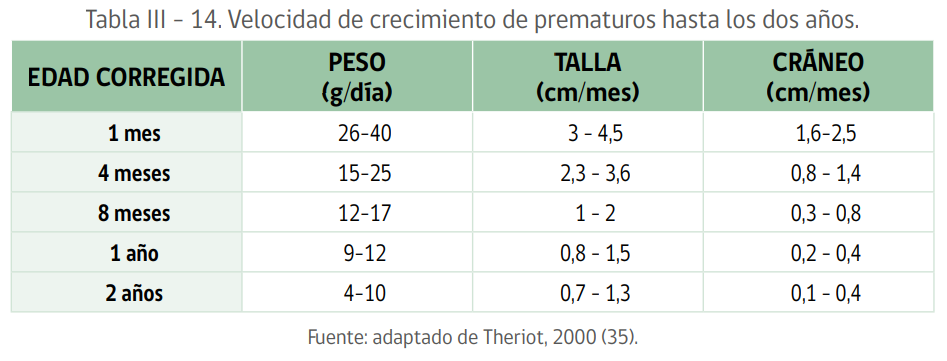 Tabla III – 14. Velocidad de crecimiento de prematuros hasta los dos años.
EDAD CORREGIDA PESO (g/día) TALLA (cm/mes) CRÁNEO (cm/mes)
1 mes 26–40 3 – 4,5 1,6–2,5
4 meses 15–25 2,3 – 3,6 0,8 – 1,4
8 meses 12–17 1 – 2 0,3 – 0,8
1 año 9–12 0,8 – 1,5 0,2 – 0,4
2 años 4–10 0,7 – 1,3 0,1 – 0,4
Fuente: adaptado de Theriot, 2000 (35).